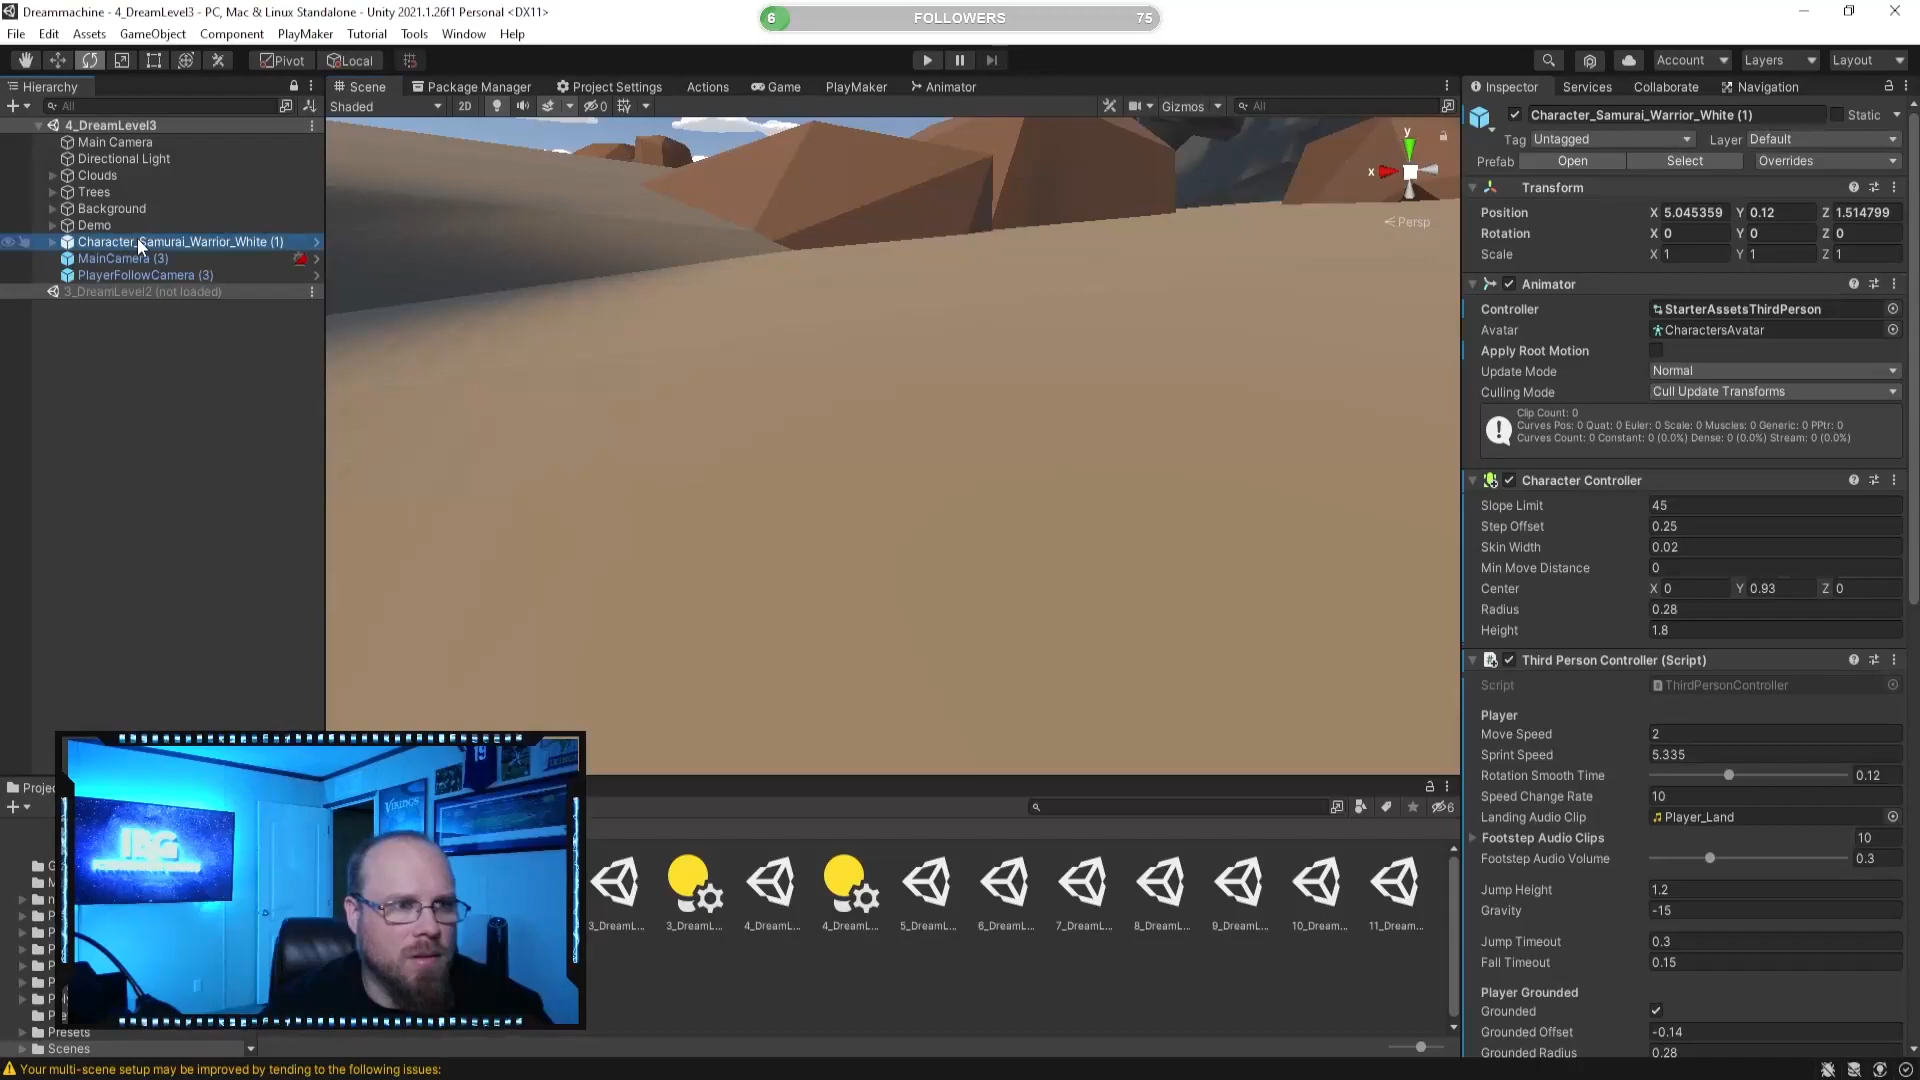 Dreammachine - 4_DreamLevel3 - PC, Mac & Linux Standalone - Unity 2021.1.26f1 Personal <DX11>
6 FOLLOWERS 75
File Edit Assets GameObject Component PlayMaker Tutorial Tools Window Help
Pivot Local Account Layers Layout
Hierarchy
Scene Package Manager Project Settings Actions Game PlayMaker Animator
Inspector Services Collaborate Navigation
All
Shaded 2D 0 Gizmos All
4_DreamLevel3
Main Camera
Directional Light
Clouds
Trees
Background
Demo
Character_Samurai_Warrior_White (1)
MainCamera (3)
PlayerFollowCamera (3)
3_DreamLevel2 (not loaded)
y
x
Persp
Character_Samurai_Warrior_White (1) Static
Tag Untagged Layer Default
Prefab Open Select Overrides
Transform
Position X 5.045359 Y 0.12 Z 1.514799
Rotation X 0 Y 0 Z 0
Scale X 1 Y 1 Z 1
Animator
Controller StarterAssetsThirdPerson
Avatar CharactersAvatar
Apply Root Motion
Update Mode Normal
Culling Mode Cull Update Transforms
Clip Count: 0
Curves Pos: 0 Quat: 0 Euler: 0 Scale: 0 Muscles: 0 Generic: 0 PPtr: 0
Curves Count: 0 Constant: 0 (0.0%) Dense: 0 (0.0%) Stream: 0 (0.0%)
Character Controller
Slope Limit 45
Step Offset 0.25
Skin Width 0.02
Min Move Distance 0
Center X 0 Y 0.93 Z 0
Radius 0.28
Height 1.8
Third Person Controller (Script)
Script ThirdPersonController
Player
Move Speed 2
Sprint Speed 5.335
Rotation Smooth Time 0.12
Speed Change Rate 10
Landing Audio Clip Player_Land
Footstep Audio Clips 10
Footstep Audio Volume 0.3
Jump Height 1.2
Gravity -15
Jump Timeout 0.3
Fall Timeout 0.15
Player Grounded
Grounded
Grounded Offset -0.14
Grounded Radius 0.28
Projec
6
3_DreamL... 3_DreamL... 4_DreamL... 4_DreamL... 5_DreamL... 6_DreamL... 7_DreamL... 8_DreamL... 9_DreamL... 10_Dream... 11_Dream...
19
VIKINGS
IBG
Presets
Scenes
Your multi-scene setup may be improved by tending to the following issues: